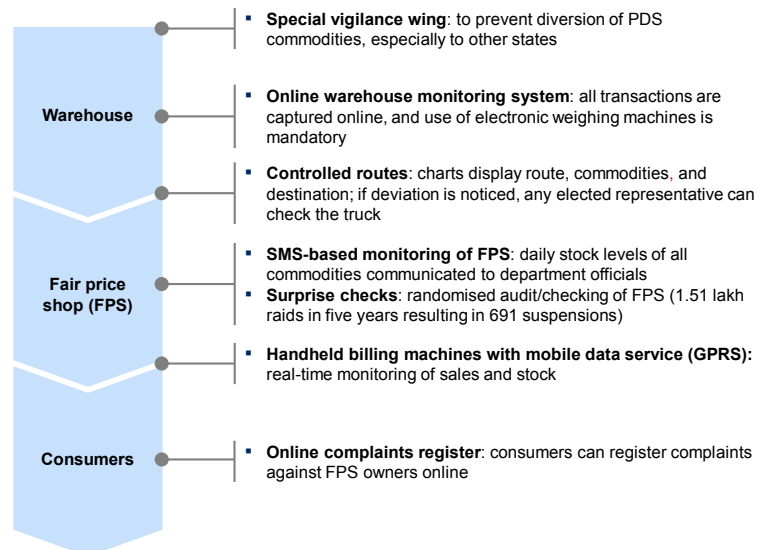 ▪ Special vigilance wing: to prevent diversion of PDS
commodities, especially to other states
Warehouse
▪ Online warehouse monitoring system: all transactions are
captured online, and use of electronic weighing machines is
mandatory
▪ Controlled routes: charts display route, commodities, and
destination; if deviation is noticed, any elected representative can
check the truck
Fair price
shop (FPS)
▪ SMS-based monitoring of FPS: daily stock levels of all
commodities communicated to department officials
▪ Surprise checks: randomised audit/checking of FPS (1.51 lakh
raids in five years resulting in 691 suspensions)
▪ Handheld billing machines with mobile data service (GPRS):
real-time monitoring of sales and stock
Consumers
▪ Online complaints register: consumers can register complaints
against FPS owners online